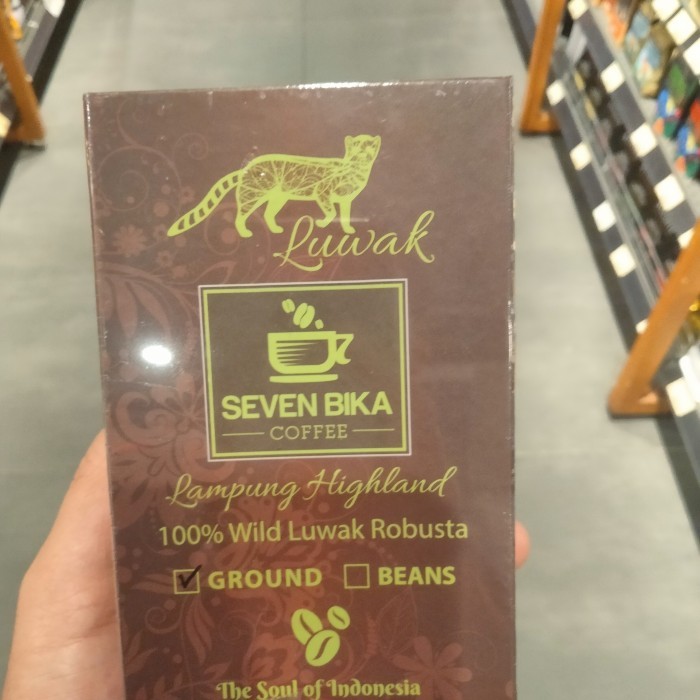 Luwak
SEVEN BIKA
COFFEE
Lampung Highland
100% Wild Luwak Robusta
GROUND BEANS
The Soul of Indonesia